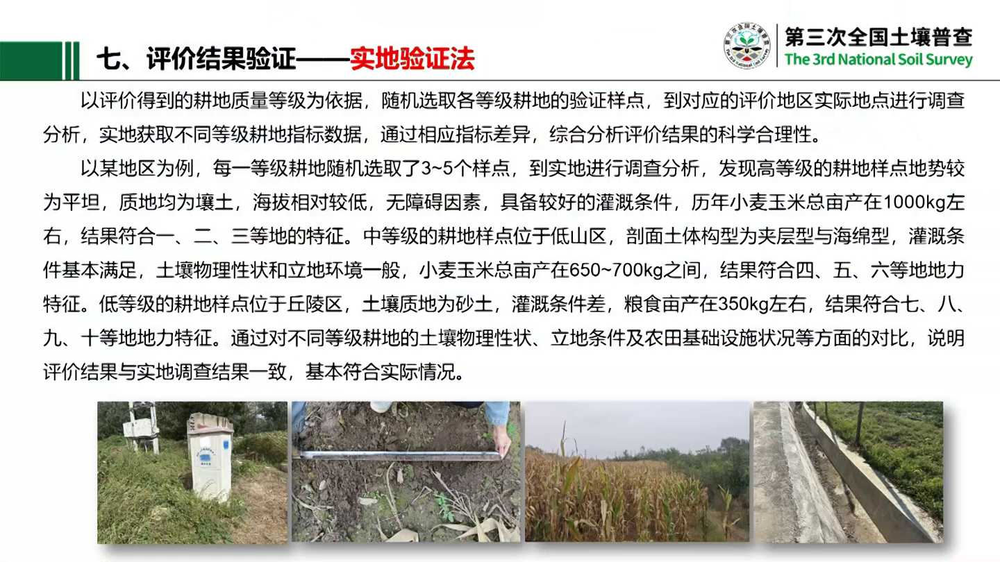 七、评价结果验证——实地验证法
第三次全国土壤普查
The 3rd National Soil Survey
以评价得到的耕地质量等级为依据，随机选取各等级耕地的验证样点，到对应的评价地区实际地点进行调查
分析，实地获取不同等级耕地指标数据，通过相应指标差异，综合分析评价结果的科学合理性。
以某地区为例，每一等级耕地随机选取了3~5个样点，到实地进行调查分析，发现高等级的耕地样点地势较
为平坦，质地均为壤土，海拔相对较低，无障碍因素，具备较好的灌溉条件，历年小麦玉米总亩产在1000kg左
右，结果符合一、二、三等地的特征。中等级的耕地样点位于低山区，剖面土体构型为夹层型与海绵型，灌溉条
件基本满足，土壤物理性状和立地环境一般，小麦玉米总亩产在650~700kg之间，结果符合四、五、六等地地力
特征。低等级的耕地样点位于丘陵区，土壤质地为砂土，灌溉条件差，粮食亩产在350kg左右，结果符合七、八、
九、十等地地力特征。通过对不同等级耕地的土壤物理性状、立地条件及农田基础设施状况等方面的对比，说明
评价结果与实地调查结果一致，基本符合实际情况。